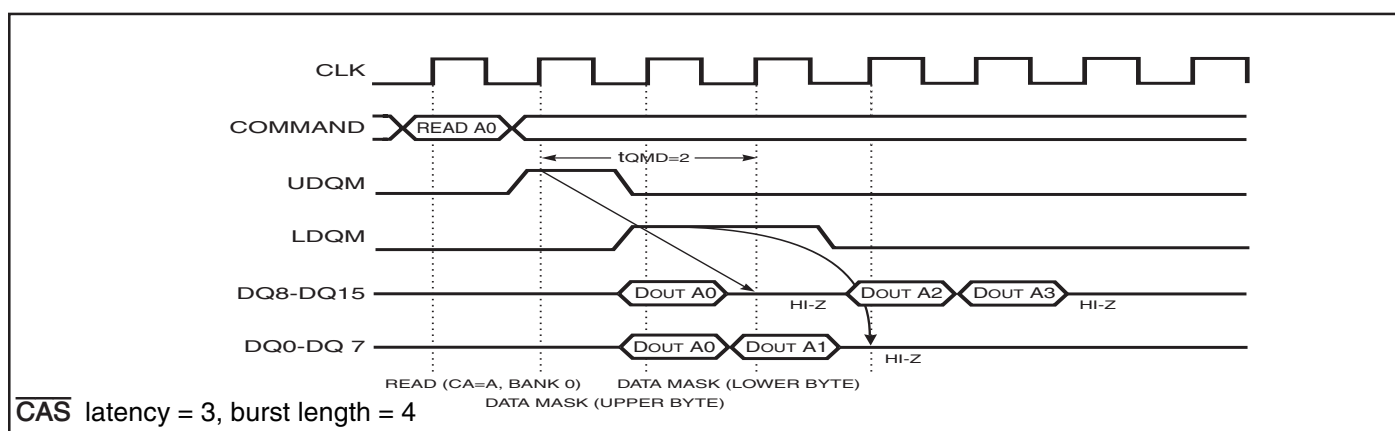 CLK
COMMAND
READ A0
tQMD=2
UDQM
LDQM
DQ8-DQ15
DOUT A0
HI-Z
DOUT A2
DOUT A3
HI-Z
DQ0-DQ 7
DOUT A0
DOUT A1
HI-Z
READ (CA=A, BANK 0)
DATA MASK (LOWER BYTE)
DATA MASK (UPPER BYTE)
CAS latency = 3, burst length = 4